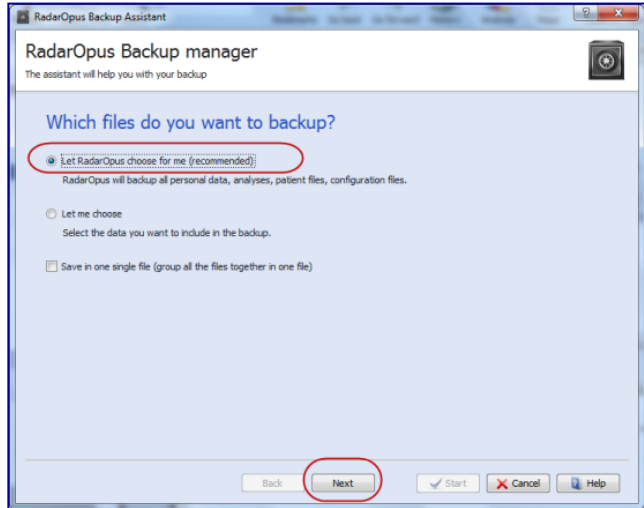 RadarOpus Backup Assistant
RadarOpus Backup manager
The assistant will help you with your backup
Which files do you want to backup?
Let RadarOpus choose for me (recommended)
RadarOpus will backup all personal data, analyses, patient files, configuration files.
Let me choose
Select the data you want to include in the backup.
Save in one single file (group all the files together in one file)
Back Next Start Cancel Help